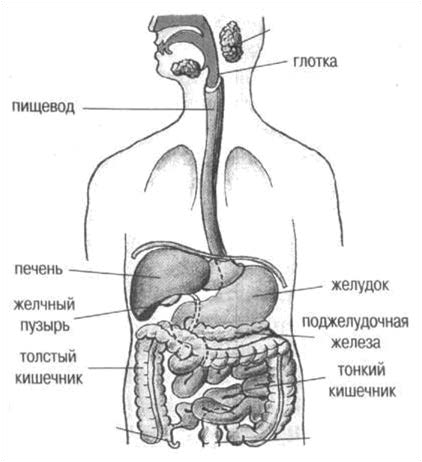 глотка
пищевод
печень
желчный
пузырь
толстый
кишечник
желудок
поджелудочная
железа
тонкий
кишечник